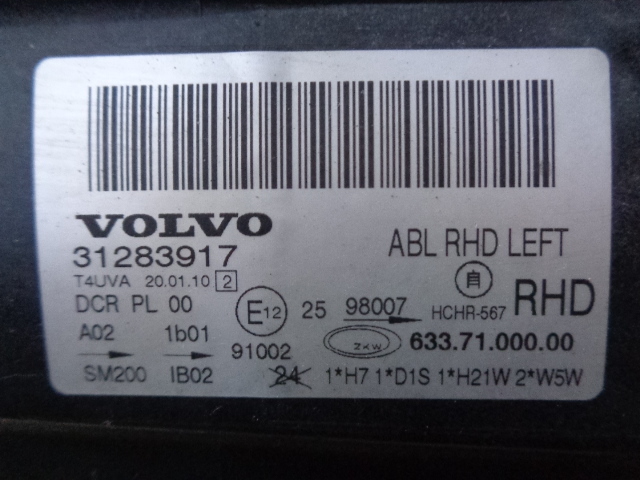 VOLVO
31283917
ABL RHD LEFT
T4UVA 20.01.10 2
自
DCR PL 00
E12 25 98007 HCHR-567 RHD
A02 1b01 91002 ZKW 633.71.000.00
SM200 IB02 24 1*H7 1*D1S 1*H21W 2*W5W